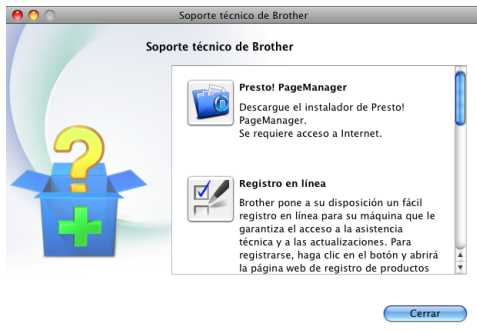 Soporte técnico de Brother
Soporte técnico de Brother
Presto! PageManager
Descargue el instalador de Presto!
PageManager.
Se requiere acceso a Internet.
Registro en línea
Brother pone a su disposición un fácil
registro en línea para su máquina que le
garantiza el acceso a la asistencia
técnica y a las actualizaciones. Para
registrarse, haga clic en el botón y abrirá
la página web de registro de productos
Cerrar